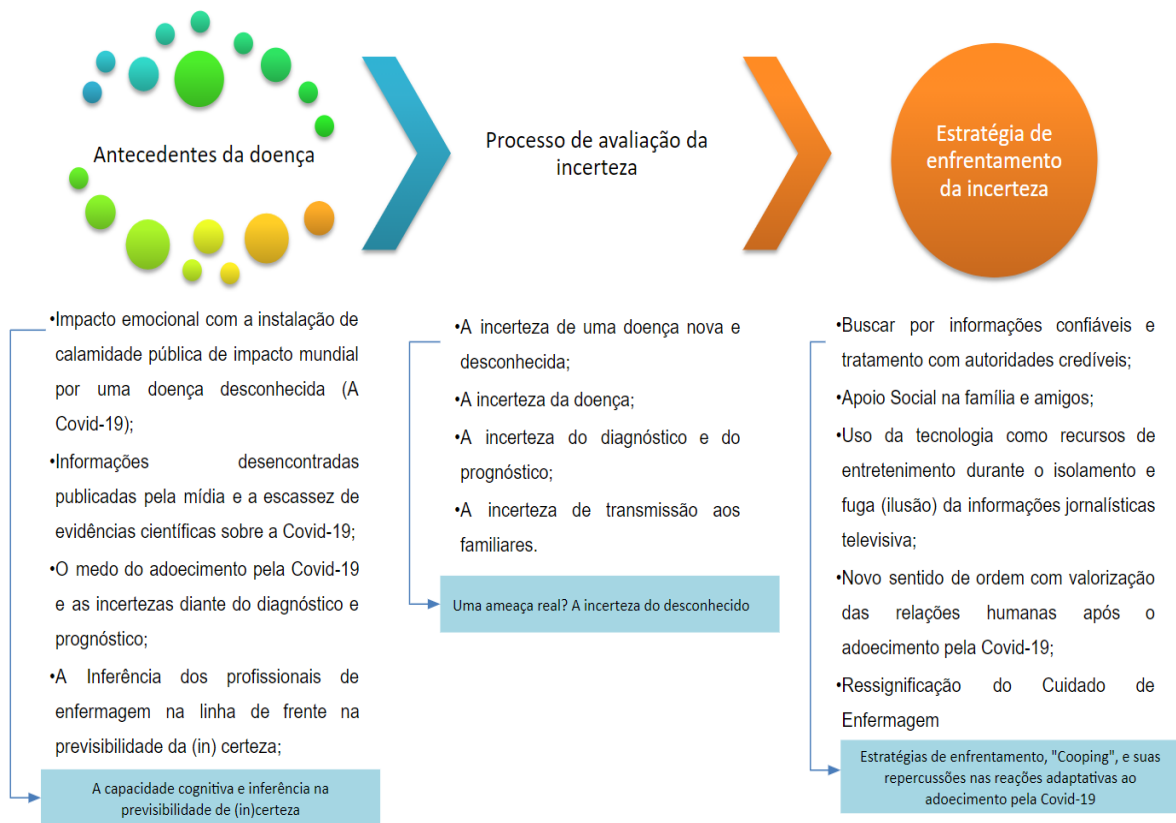 Antecedentes da doença
Processo de avaliação da
incerteza
Estratégia de
enfrentamento
da incerteza
•Impacto emocional com a instalação de
calamidade pública de impacto mundial
por uma doença desconhecida (A
Covid-19);
•Informações desencontradas
publicadas pela mídia e a escassez de
evidências científicas sobre a Covid-19;
•O medo do adoecimento pela Covid-19
e as incertezas diante do diagnóstico e
prognóstico;
•A Inferência dos profissionais de
enfermagem na linha de frente na
previsibilidade da (in) certeza;
A capacidade cognitiva e inferência na
previsibilidade de (in)certeza
•A incerteza de uma doença nova e
desconhecida;
•A incerteza da doença;
•A incerteza do diagnóstico e do
prognóstico;
•A incerteza de transmissão aos
familiares.
Uma ameaça real? A incerteza do desconhecido
•Buscar por informações confiáveis e
tratamento com autoridades credíveis;
•Apoio Social na família e amigos;
•Uso da tecnologia como recursos de
entretenimento durante o isolamento e
fuga (ilusão) da informações jornalísticas
televisiva;
•Novo sentido de ordem com valorização
das relações humanas após o
adoecimento pela Covid-19;
•Ressignificação do Cuidado de
Enfermagem
Estratégias de enfrentamento, "Cooping", e suas
repercussões nas reações adaptativas ao
adoecimento pela Covid-19